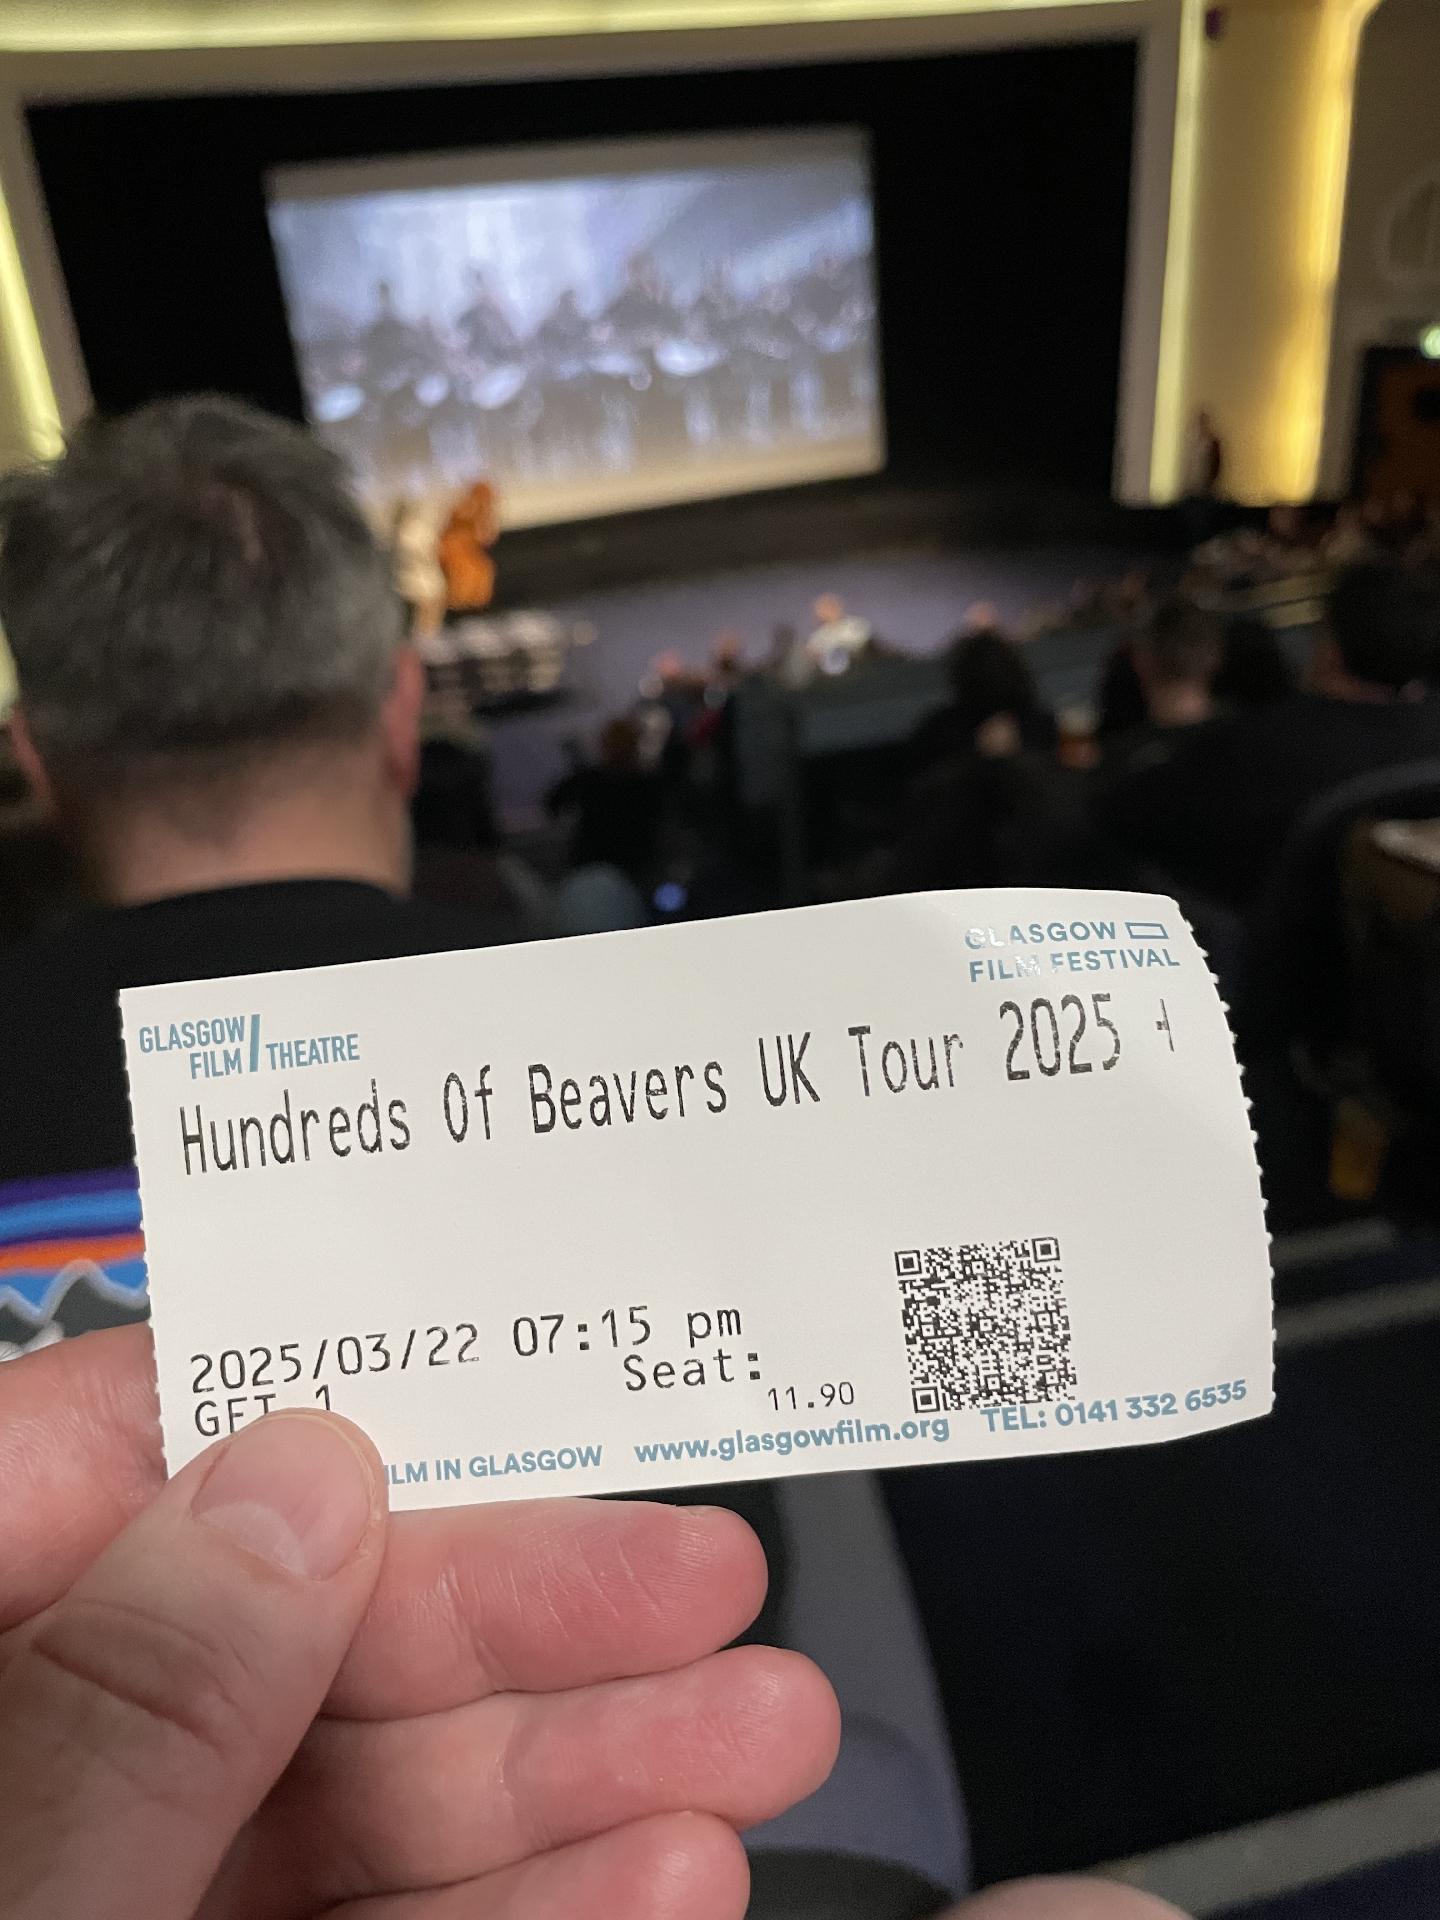 GLASGOW
FILM FESTIVAL
GLASGOW
FILM THEATRE
Hundreds Of Beavers UK Tour 2025
2025/03/22 07:15 pm
Seat:
GFT 1
11.90
FILM IN GLASGOW www.glasgowfilm.org TEL: 0141 332 6535